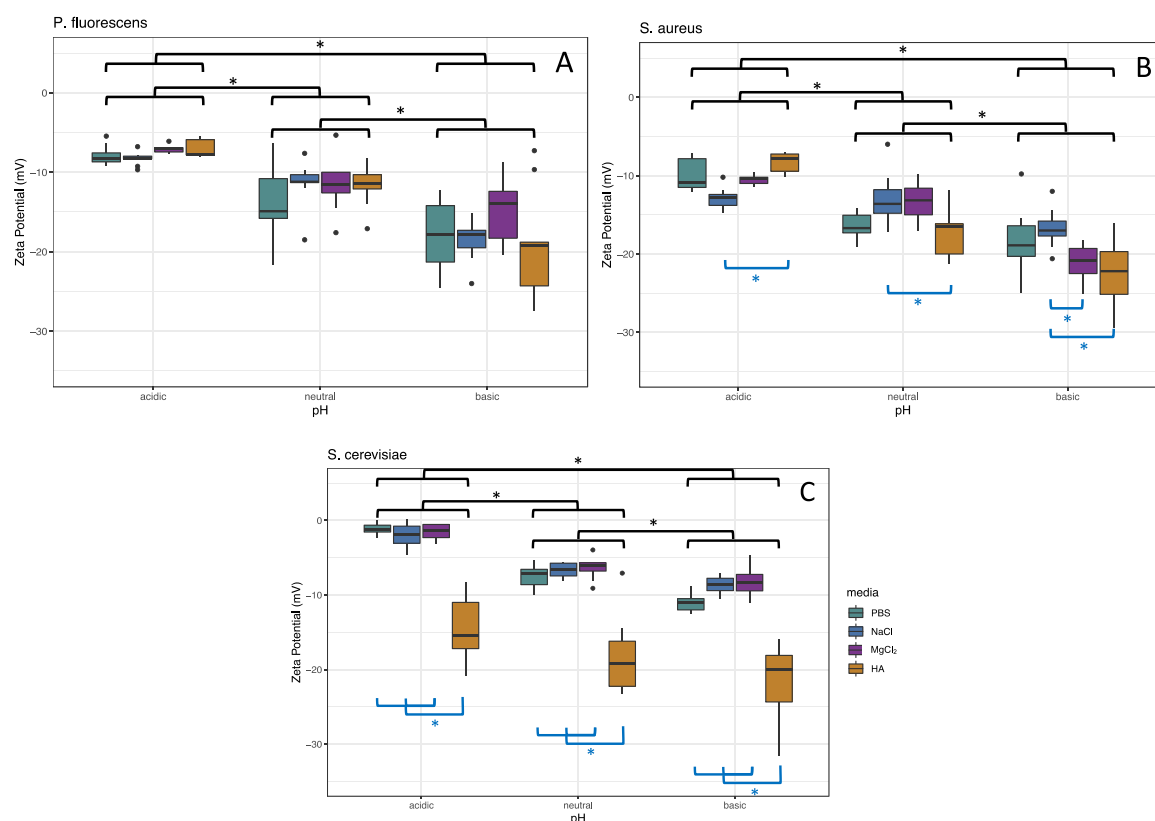 P. fluorescens
A
*
*
*
0
−10
−20
−30
Zeta Potential (mV)
acidic neutral basic
pH
S. aureus
B
*
*
*
0
−10
−20
−30
Zeta Potential (mV)
*
*
*
*
acidic neutral basic
pH
S. cerevisiae
C
*
*
*
0
−10
−20
−30
Zeta Potential (mV)
*
*
*
acidic neutral basic
pH
media
PBS
NaCl
MgCl₂
HA